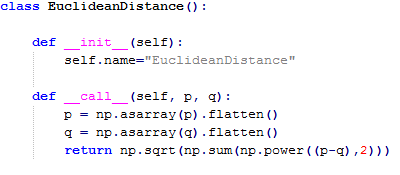 class EuclideanDistance():
    def __init__(self):
        self.name="EuclideanDistance"
    def __call__(self, p, q):
        p = np.asarray(p).flatten()
        q = np.asarray(q).flatten()
        return np.sqrt(np.sum(np.power((p-q),2)))